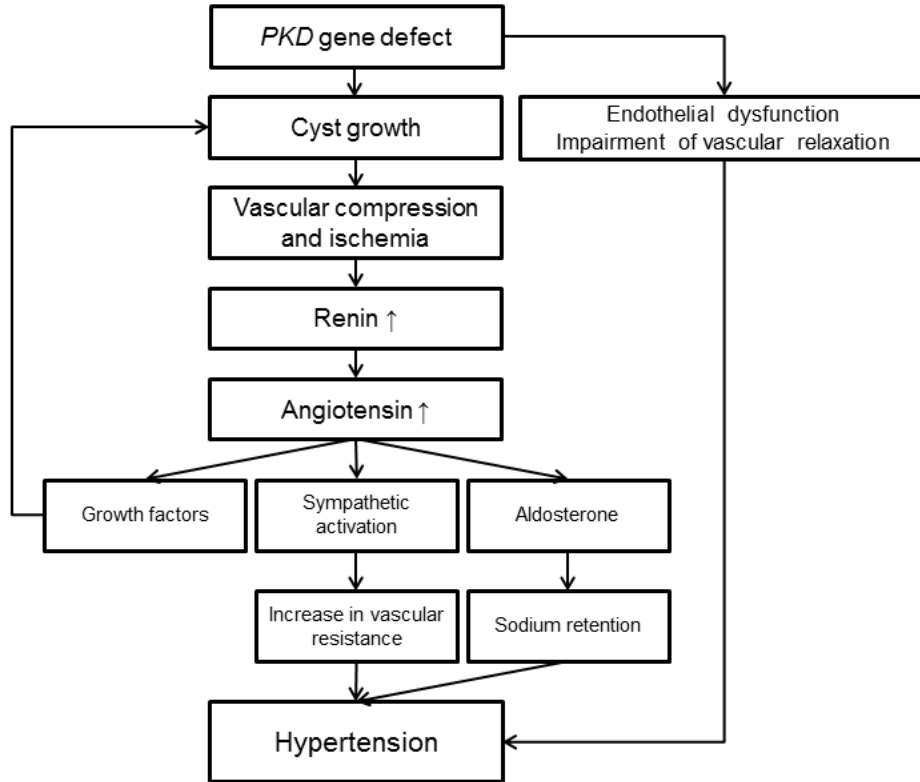 PKD gene defect
Endothelial dysfunction
Impairment of vascular relaxation
Cyst growth
Vascular compression
and ischemia
Renin ↑
Angiotensin ↑
Growth factors
Sympathetic
activation
Aldosterone
Increase in vascular
resistance
Sodium retention
Hypertension